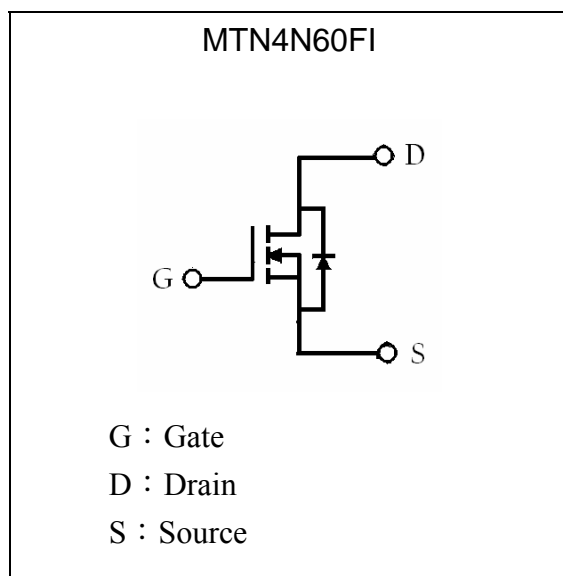 MTN4N60FI
D
G
S
G：Gate
D：Drain
S：Source